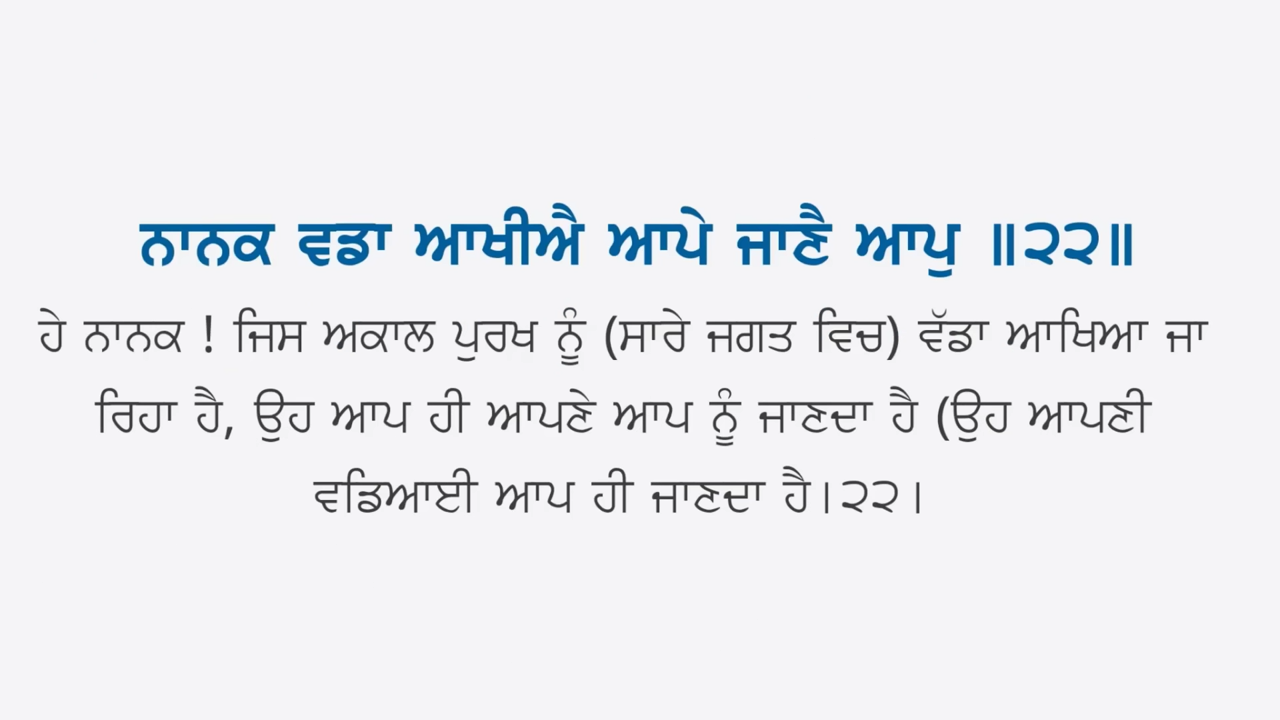 ਨਾਨਕ ਵਡਾ ਆਖੀਐ ਆਪੇ ਜਾਣੈ ਆਪੁ ॥੨੨॥
ਹੇ ਨਾਨਕ ! ਜਿਸ ਅਕਾਲ ਪੁਰਖ ਨੂੰ (ਸਾਰੇ ਜਗਤ ਵਿਚ) ਵੱਡਾ ਆਖਿਆ ਜਾ
ਰਿਹਾ ਹੈ, ਉਹ ਆਪ ਹੀ ਆਪਣੇ ਆਪ ਨੂੰ ਜਾਣਦਾ ਹੈ (ਉਹ ਆਪਣੀ
ਵਡਿਆਈ ਆਪ ਹੀ ਜਾਣਦਾ ਹੈ।੨੨।